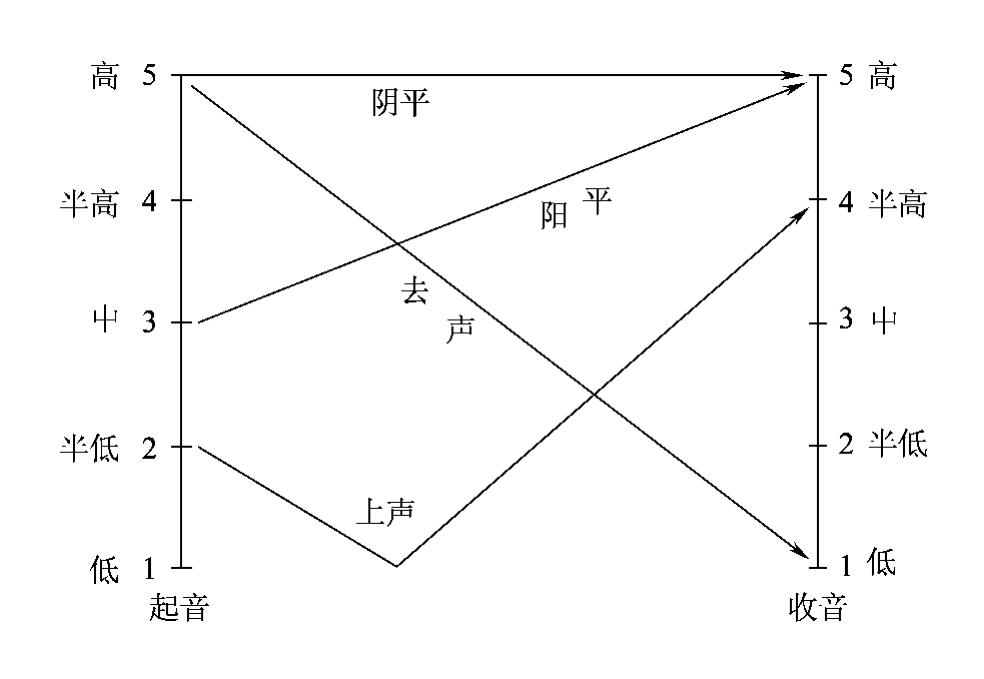 高 5 5 高
阴平
半高 4 阳平 4 半高
去声
中 3 3 中
半低 2 2 半低
上声
低 1 1 低
起音 收音